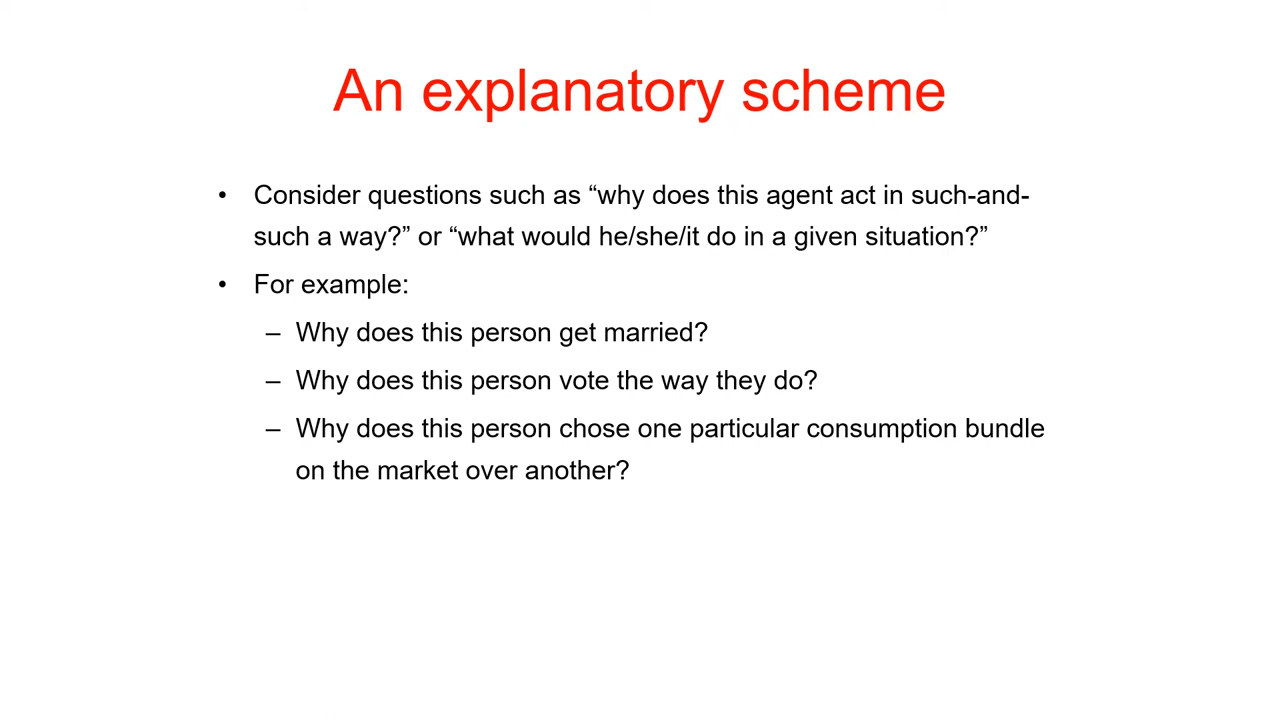 An explanatory scheme
• Consider questions such as “why does this agent act in such-and-
such a way?” or “what would he/she/it do in a given situation?”
• For example:
– Why does this person get married?
– Why does this person vote the way they do?
– Why does this person chose one particular consumption bundle
on the market over another?